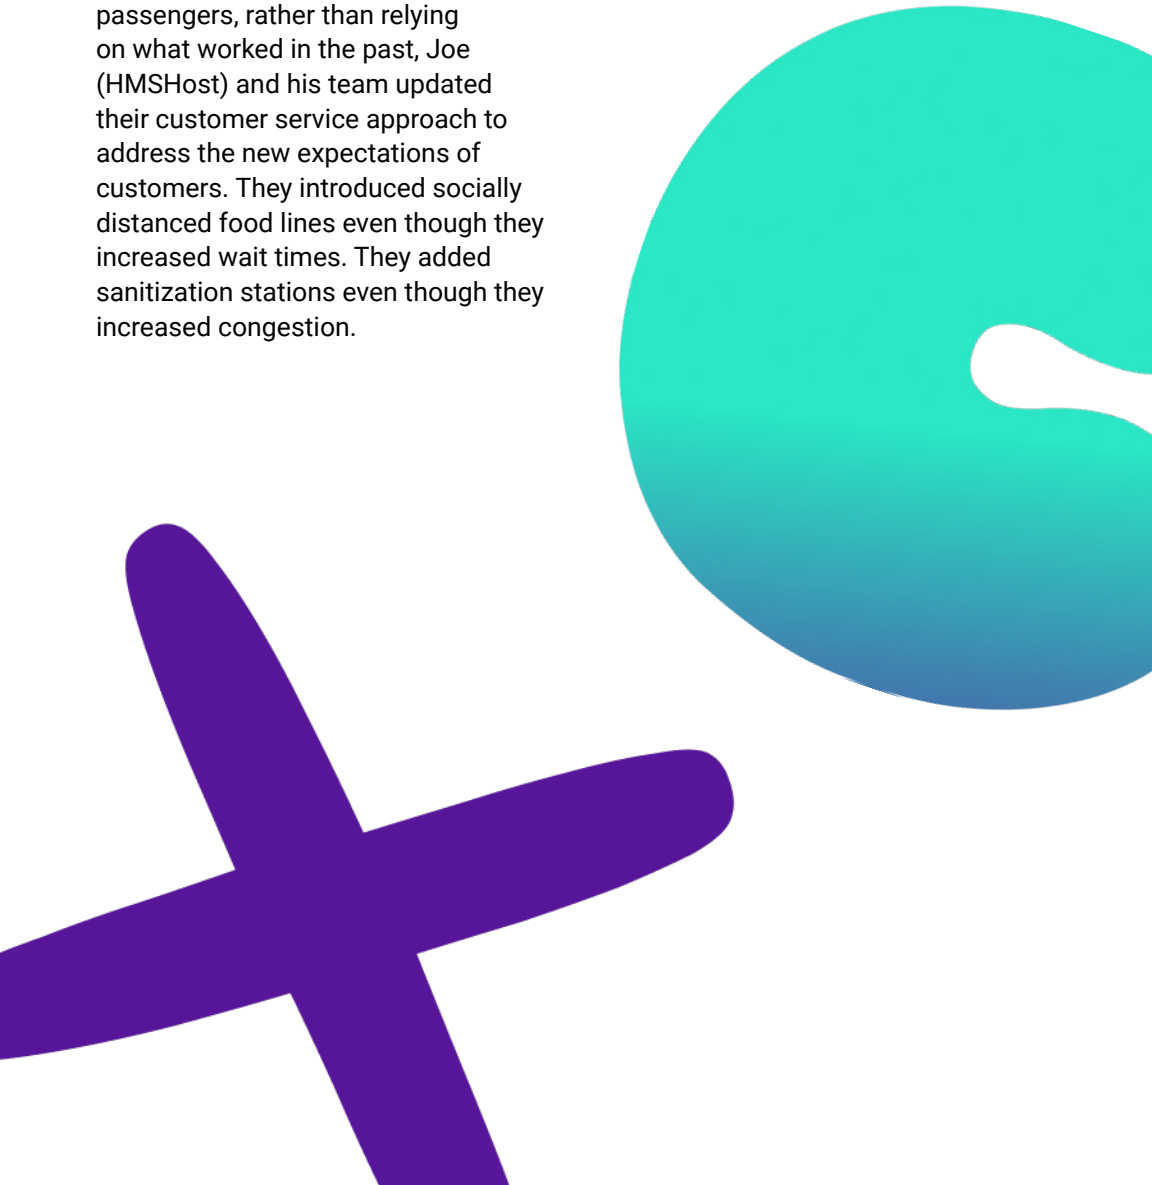 passengers, rather than relying
on what worked in the past, Joe
(HMSHost) and his team updated
their customer service approach to
address the new expectations of
customers. They introduced socially
distanced food lines even though they
increased wait times. They added
sanitization stations even though they
increased congestion.